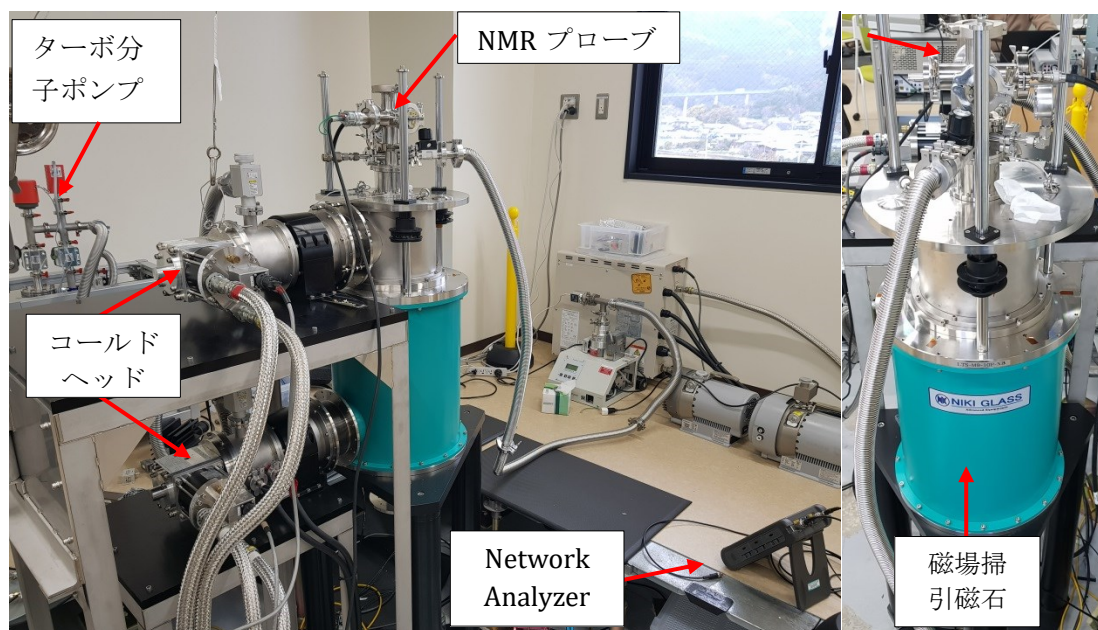 ターボ分
子ポンプ
NMR プローブ
コールド
ヘッド
Network
Analyzer
NIKI GLASS
磁場掃
引磁石